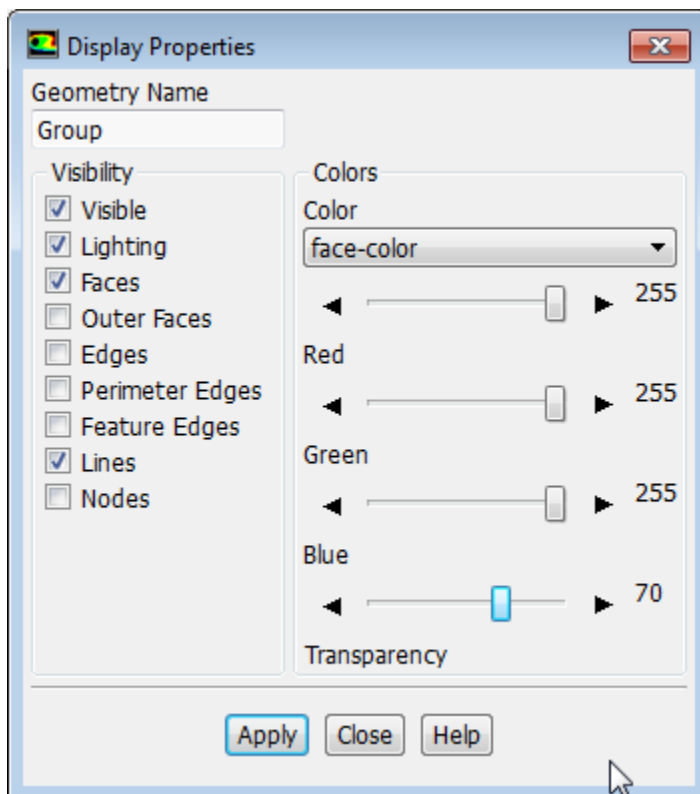 Display Properties
Geometry Name
Group
Visibility
Visible
Lighting
Faces
Outer Faces
Edges
Perimeter Edges
Feature Edges
Lines
Nodes
Colors
Color
face-color
255
Red
255
Green
255
Blue
70
Transparency
Apply Close Help